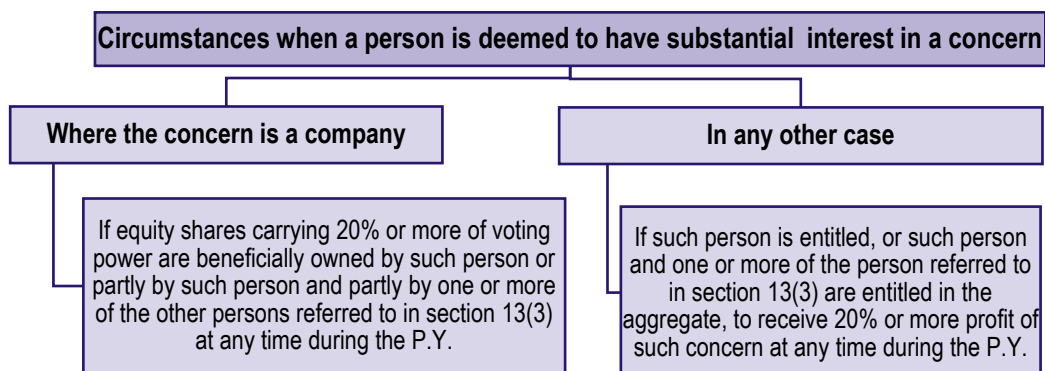 Circumstances when a person is deemed to have substantial interest in a concern
Where the concern is a company
If equity shares carrying 20% or more of voting
power are beneficially owned by such person or
partly by such person and partly by one or more
of the other persons referred to in section 13(3)
at any time during the P.Y.
In any other case
If such person is entitled, or such person
and one or more of the person referred to
in section 13(3) are entitled in the
aggregate, to receive 20% or more profit of
such concern at any time during the P.Y.